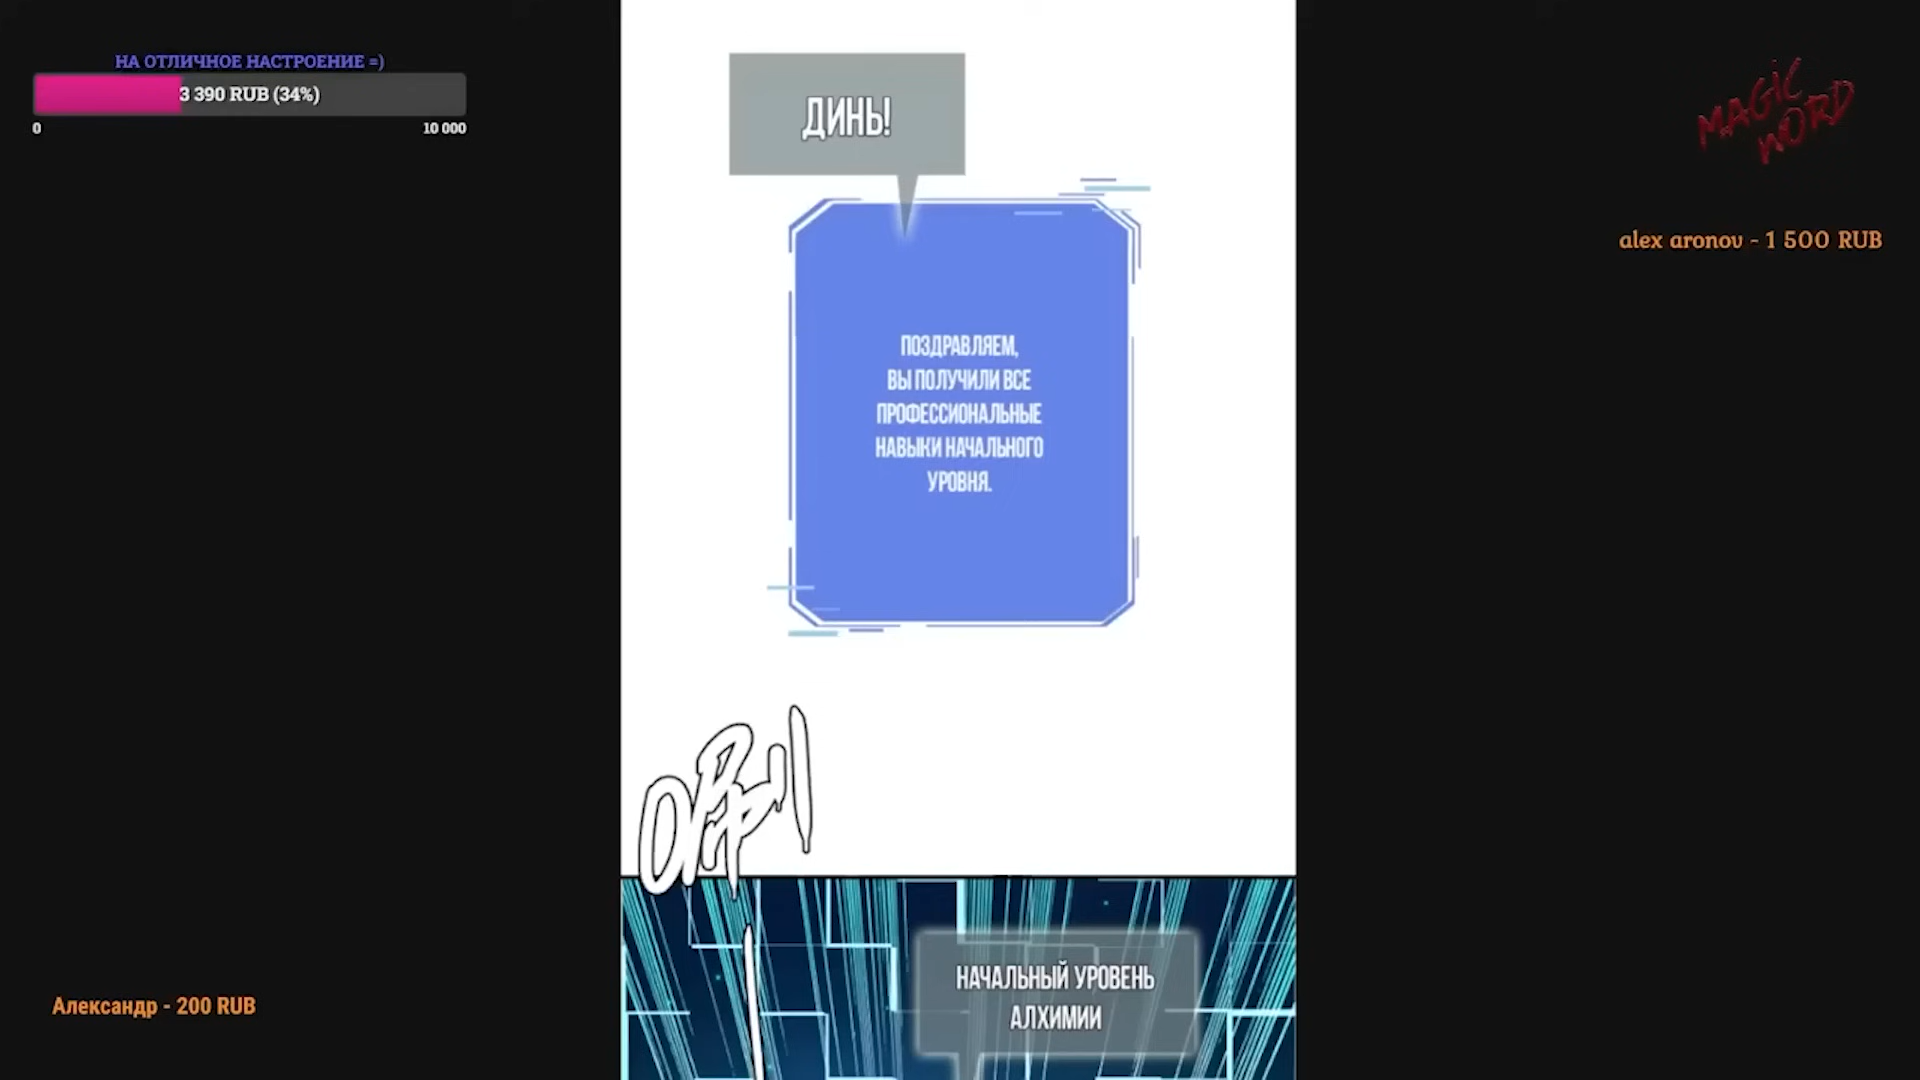 НА ОТЛИЧНОЕ НАСТРОЕНИЕ =)
3 390 RUB (34%)
0
10 000
ДИНЬ!
MAGIC
WORD
alex aronov - 1 500 RUB
ПОЗДРАВЛЯЕМ,
ВЫ ПОЛУЧИЛИ ВСЕ
ПРОФЕССИОНАЛЬНЫЕ
НАВЫКИ НАЧАЛЬНОГО
УРОВНЯ.
НАЧАЛЬНЫЙ УРОВЕНЬ
АЛХИМИИ
Александр - 200 RUB